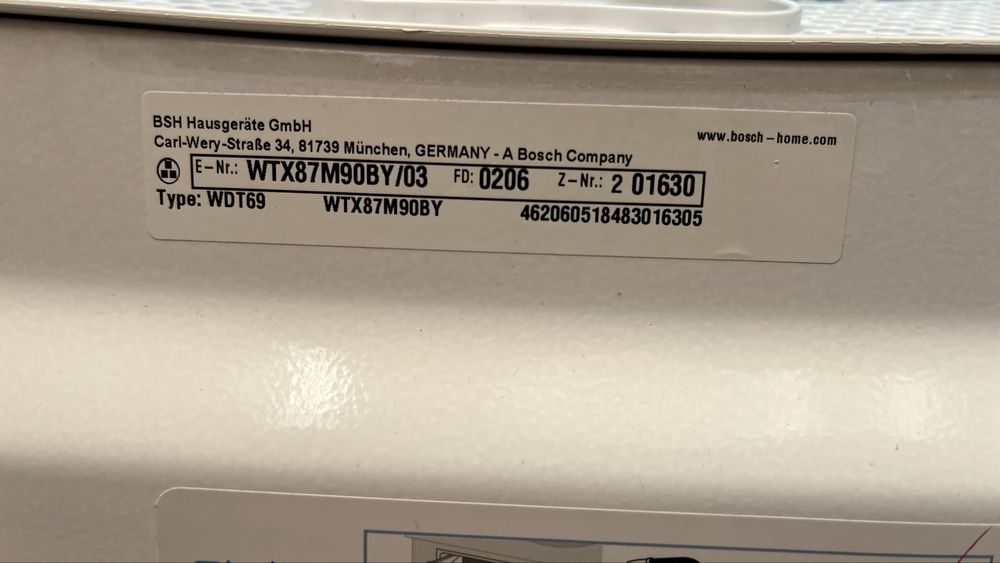 BSH Hausgeräte GmbH
Carl-Wery-Straße 34, 81739 München, GERMANY - A Bosch Company
www.bosch-home.com
E-Nr.: WTX87M90BY/03 FD: 0206 Z-Nr.: 2 01630
Type: WDT69 WTX87M90BY 462060518483016305